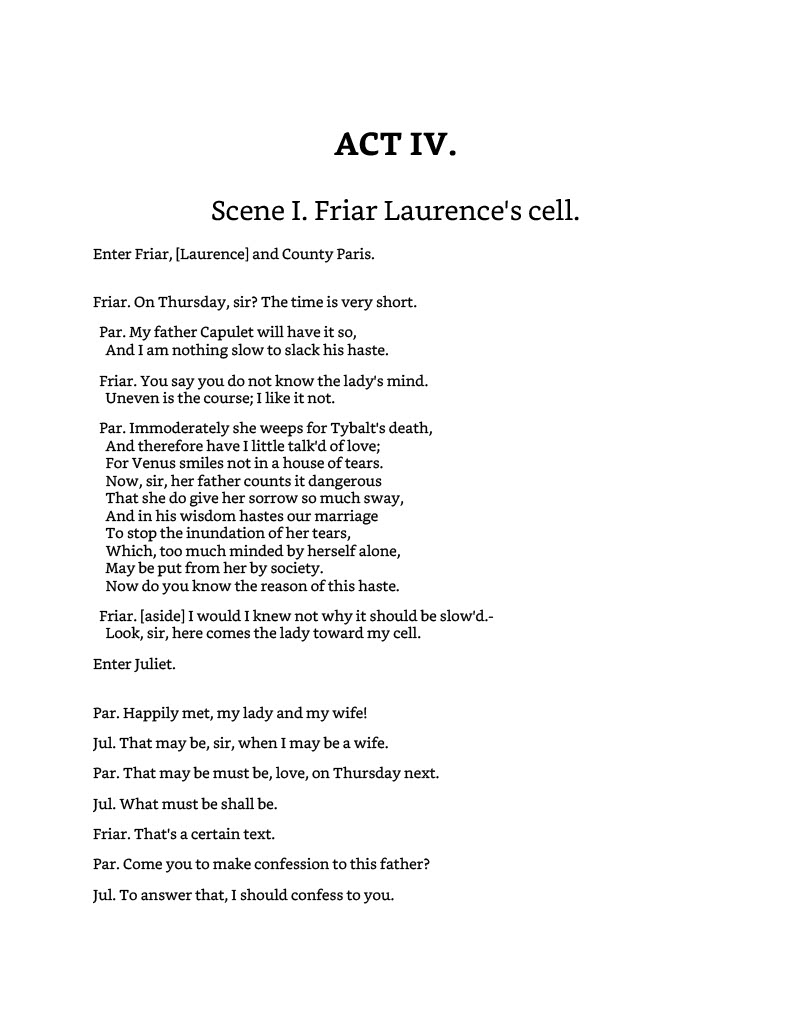 ACT IV.
Scene I. Friar Laurence's cell.
Enter Friar, [Laurence] and County Paris.
Friar. On Thursday, sir? The time is very short.
Par. My father Capulet will have it so,
And I am nothing slow to slack his haste.
Friar. You say you do not know the lady's mind.
Uneven is the course; I like it not.
Par. Immoderately she weeps for Tybalt's death,
And therefore have I little talk'd of love;
For Venus smiles not in a house of tears.
Now, sir, her father counts it dangerous
That she do give her sorrow so much sway,
And in his wisdom hastes our marriage
To stop the inundation of her tears,
Which, too much minded by herself alone,
May be put from her by society.
Now do you know the reason of this haste.
Friar. [aside] I would I knew not why it should be slow'd.-
Look, sir, here comes the lady toward my cell.
Enter Juliet.
Par. Happily met, my lady and my wife!
Jul. That may be, sir, when I may be a wife.
Par. That may be must be, love, on Thursday next.
Jul. What must be shall be.
Friar. That's a certain text.
Par. Come you to make confession to this father?
Jul. To answer that, I should confess to you.